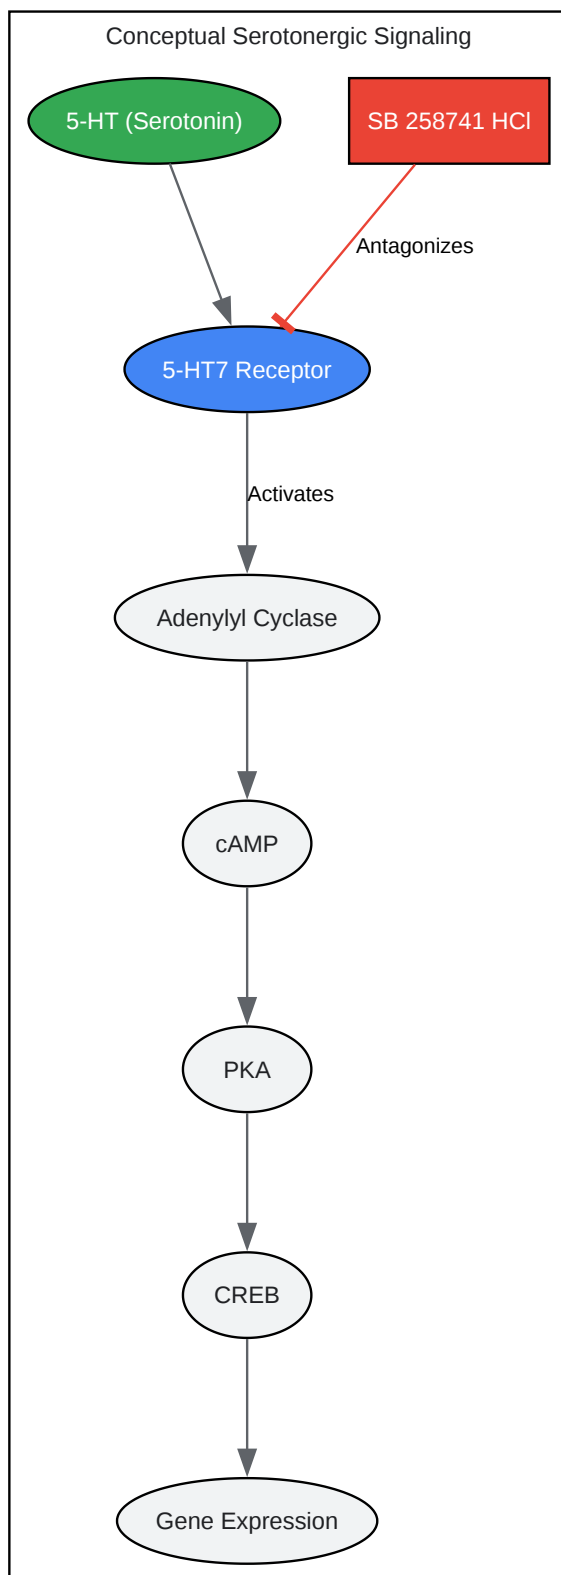 Conceptual Serotonergic Signaling
5-HT (Serotonin)
SB 258741 HCl
Antagonizes
5-HT7 Receptor
Activates
Adenylyl Cyclase
cAMP
PKA
CREB
Gene Expression